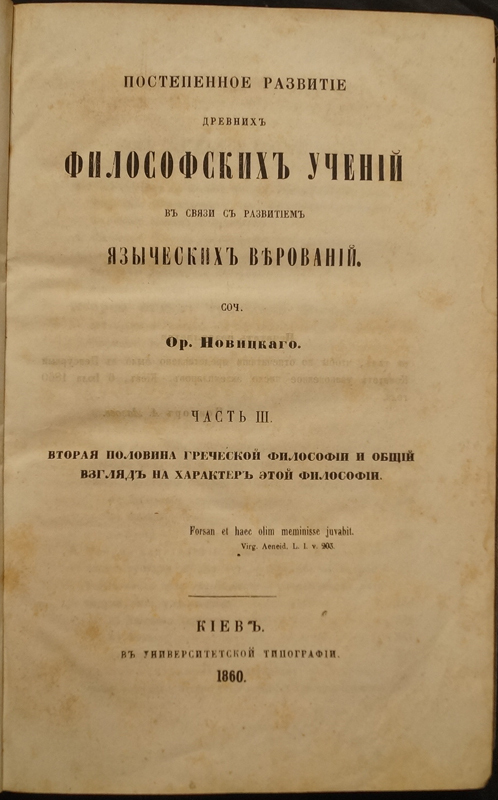 ПОСТЕПЕННОЕ РАЗВИТІЕ
ДРЕВНИХЪ
ФИЛОСОФСКИХЪ УЧЕНІЙ
ВЪ СВЯЗИ СЪ РАЗВИТІЕМЪ
ЯЗЫЧЕСКИХЪ ВѢРОВАНІЙ.
СОЧ.
Ор. Новицкаго.
ЧАСТЬ III.
ВТОРАЯ ПОЛОВИНА ГРЕЧЕСКОЙ ФИЛОСОФІИ И ОБЩІЙ
ВЗГЛЯДЪ НА ХАРАКТЕРЪ ЭТОЙ ФИЛОСОФІИ.
Forsan et haec olim meminisse juvabit.
Virg. Aeneid. L. I. v. 203.
КІЕВЪ.
ВЪ УНИВЕРСИТЕТСКОЙ ТИПОГРАФІИ.
1860.